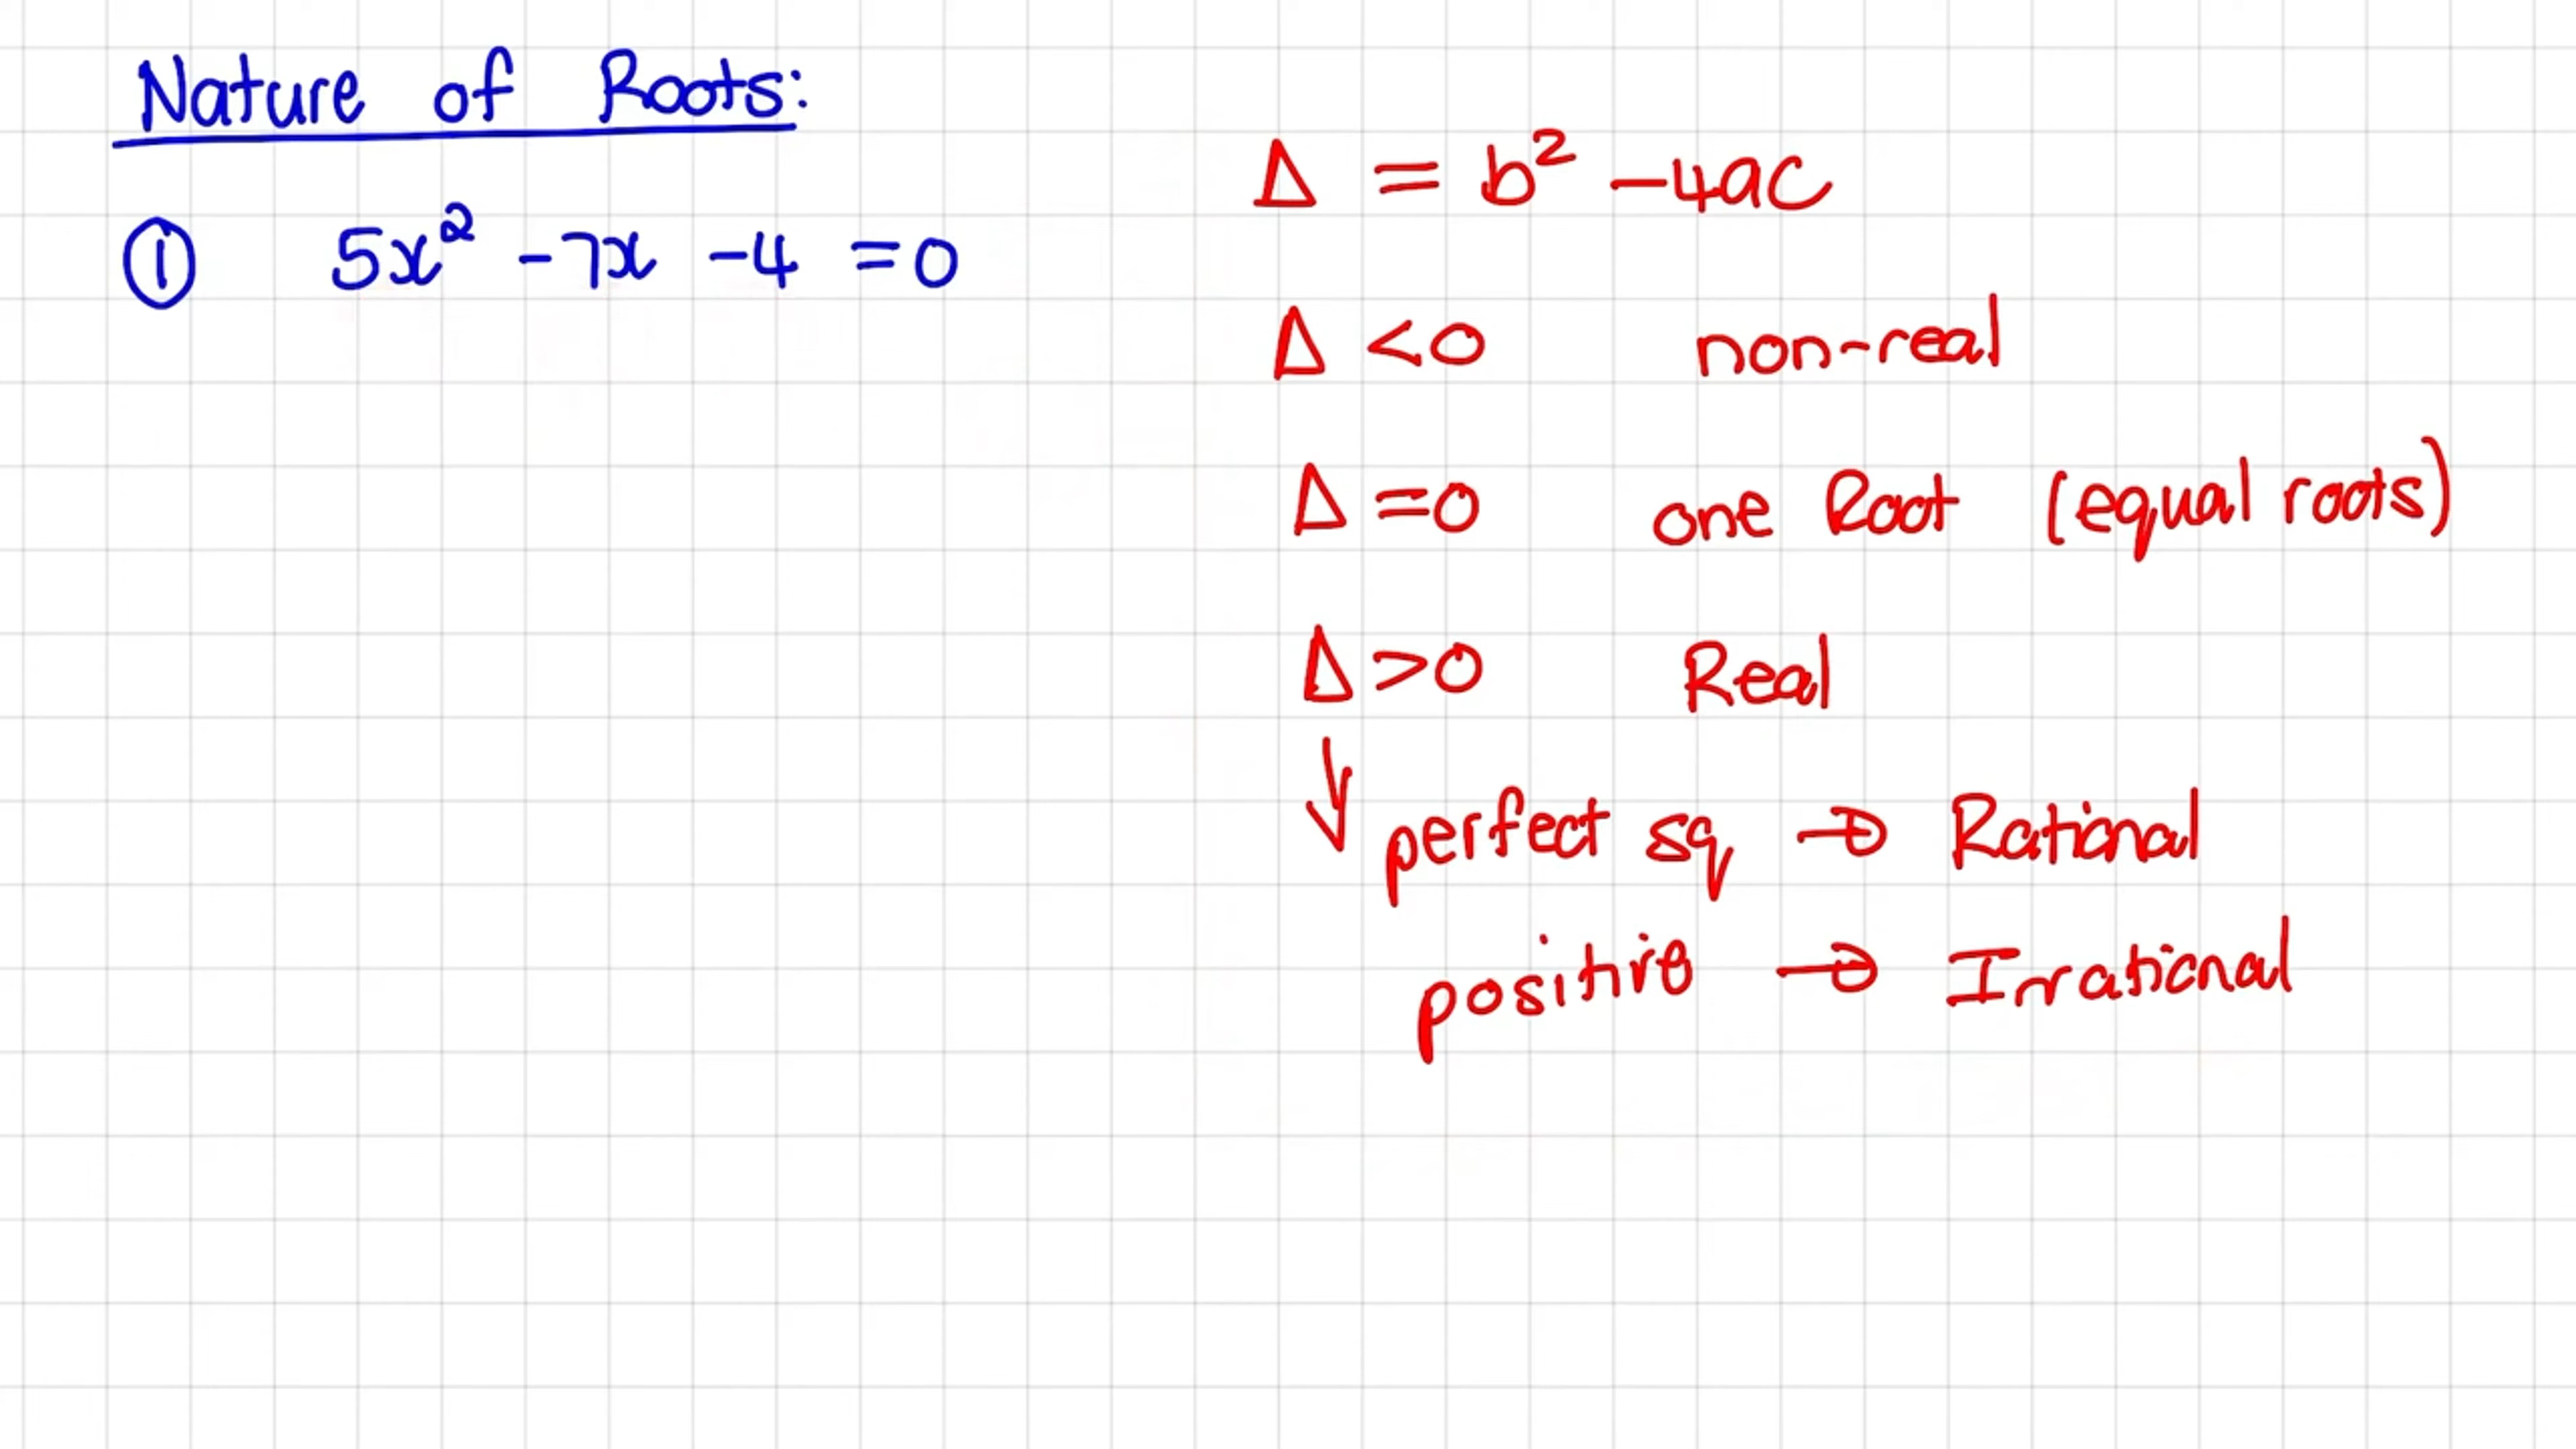 Nature of Roots:
① 5x² -7x -4 =0
Δ = b² -4ac
Δ <0 non-real
Δ =0 one Root (equal roots)
Δ >0 Real
↓ perfect sq → Rational
positive → Irrational